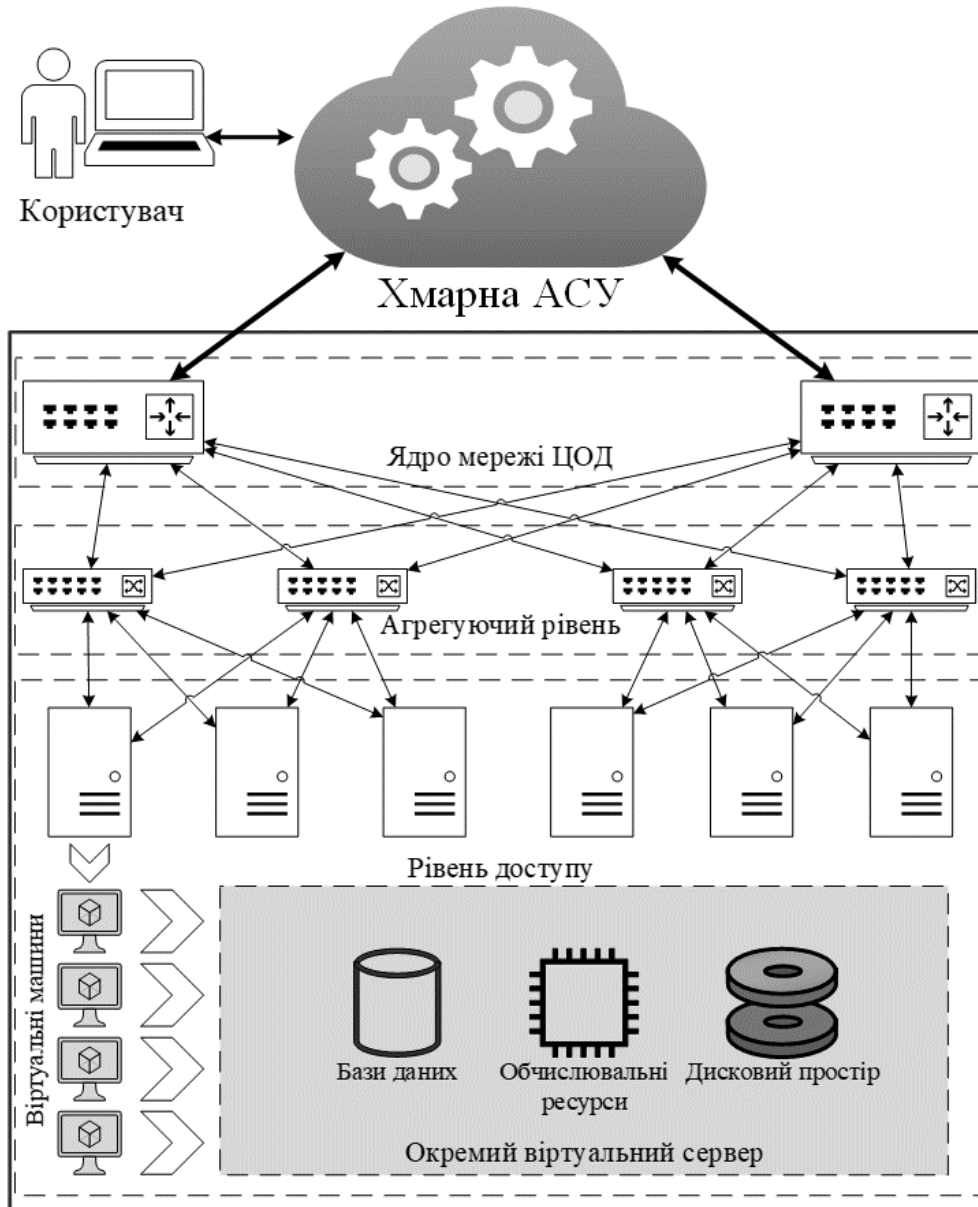 Користувач
Хмарна АСУ
Ядро мережі ЦОД
Агрегуючий рівень
Рівень доступу
Віртуальні машини
Бази даних
Обчислювальні
ресурси
Дисковий простір
Окремий віртуальний сервер